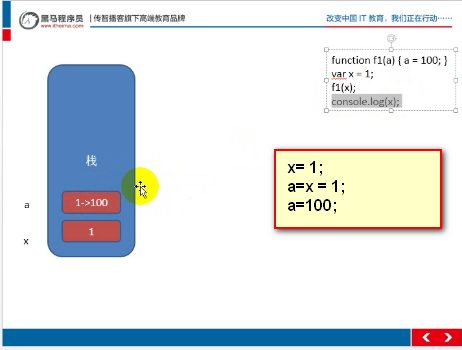 黑马程序员
www.itheima.com
传智播客旗下高端教育品牌
改变中国 IT 教育，我们正在行动……
function f1(a) { a = 100; }
var x = 1;
f1(x);
console.log(x);
栈
a
1->100
x
1
x= 1;
a=x = 1;
a=100;